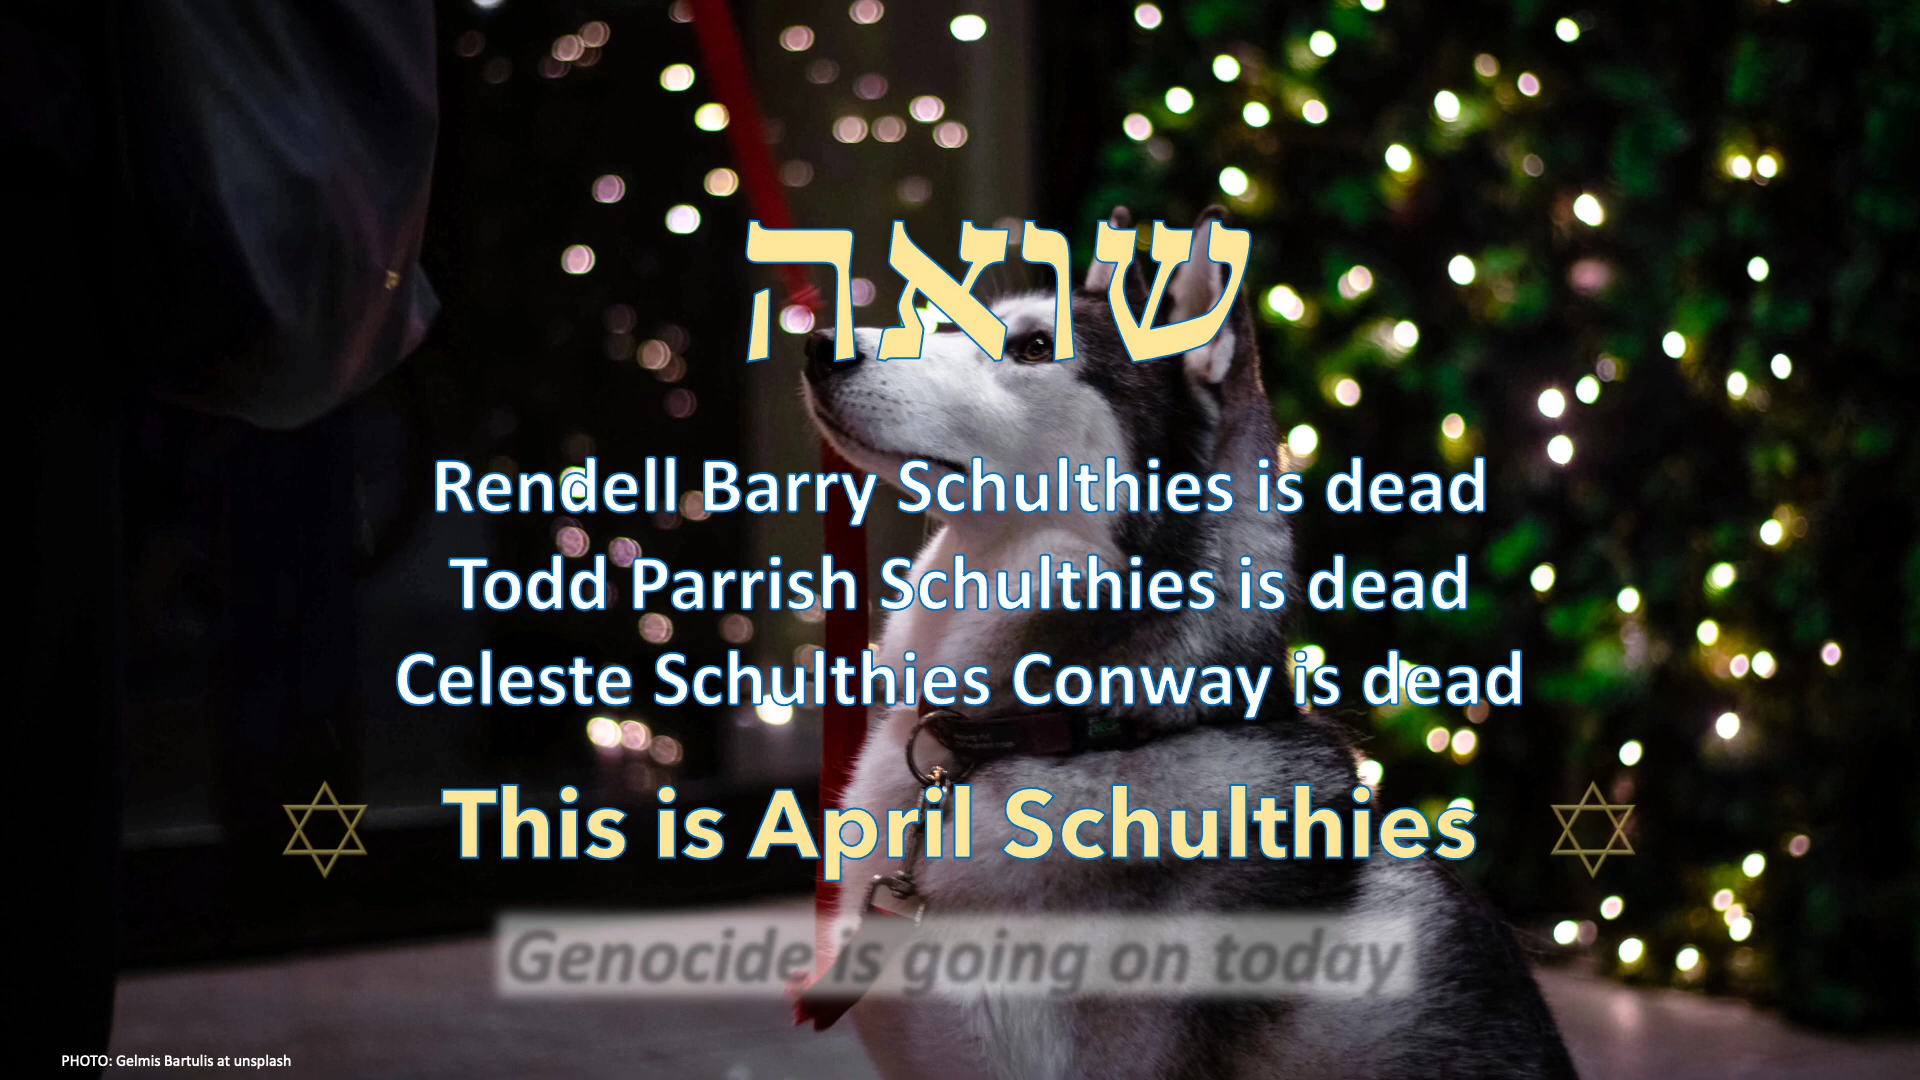 שואה
Rendell Barry Schulthies is dead
Todd Parrish Schulthies is dead
Celeste Schulthies Conway is dead
This is April Schulthies
Genocide is going on today
PHOTO: Gelmis Bartulis at unsplash